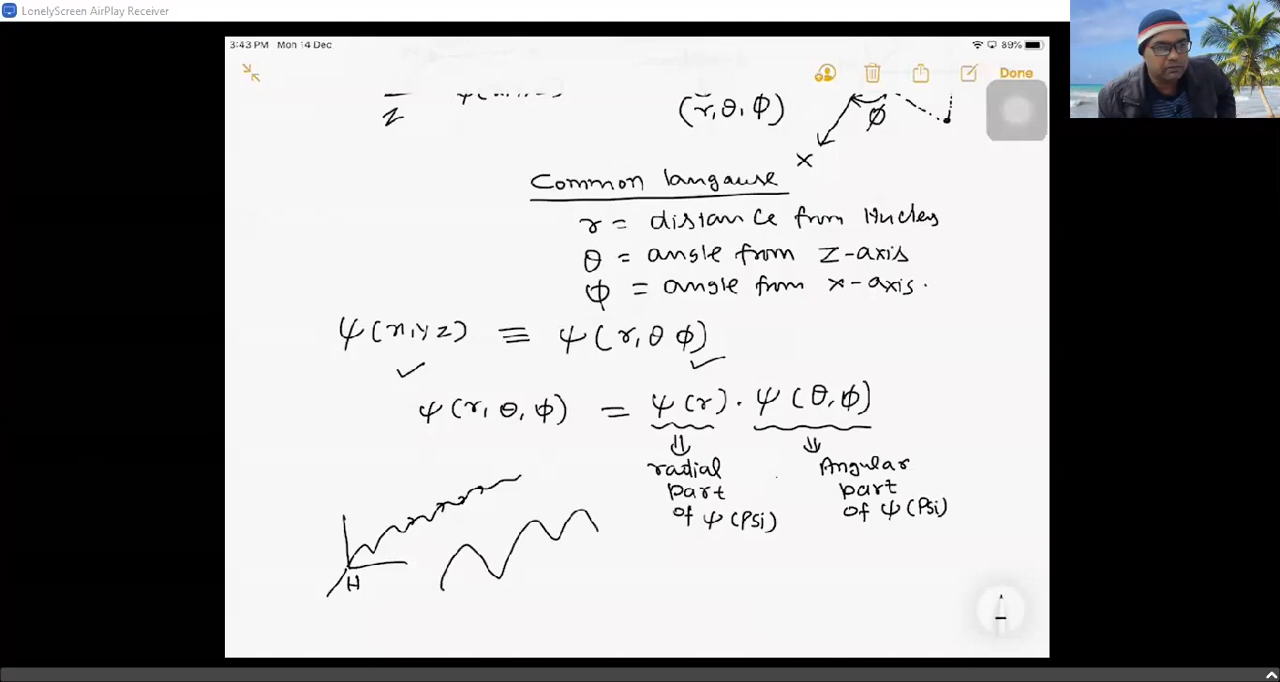 LonelyScreen AirPlay Receiver
3:43 PM Mon 14 Dec
89%
Done
Z
(r, θ, ϕ)
ϕ
X
Common langause
r = distance from Nucleus
θ = angle from Z-axis
ϕ = angle from x-axis.
ψ(x,y,z) ≡ ψ(r, θ ϕ)
ψ(r, θ, ϕ) = ψ(r) · ψ(θ, ϕ)
radial part of ψ(Psi)
Angular part of ψ(Psi)
H